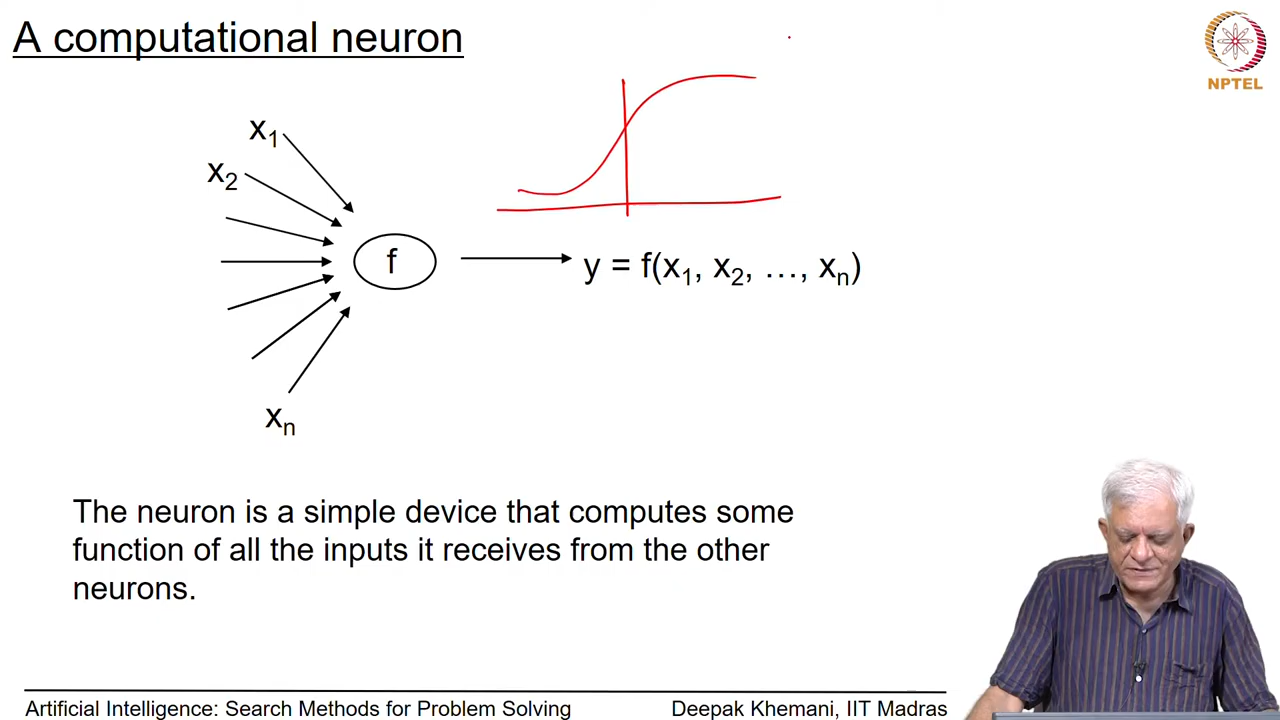 A computational neuron
NPTEL
x1
x2
f
y = f(x1, x2, …, xn)
xn
The neuron is a simple device that computes some
function of all the inputs it receives from the other
neurons.
Artificial Intelligence: Search Methods for Problem Solving
Deepak Khemani, IIT Madras